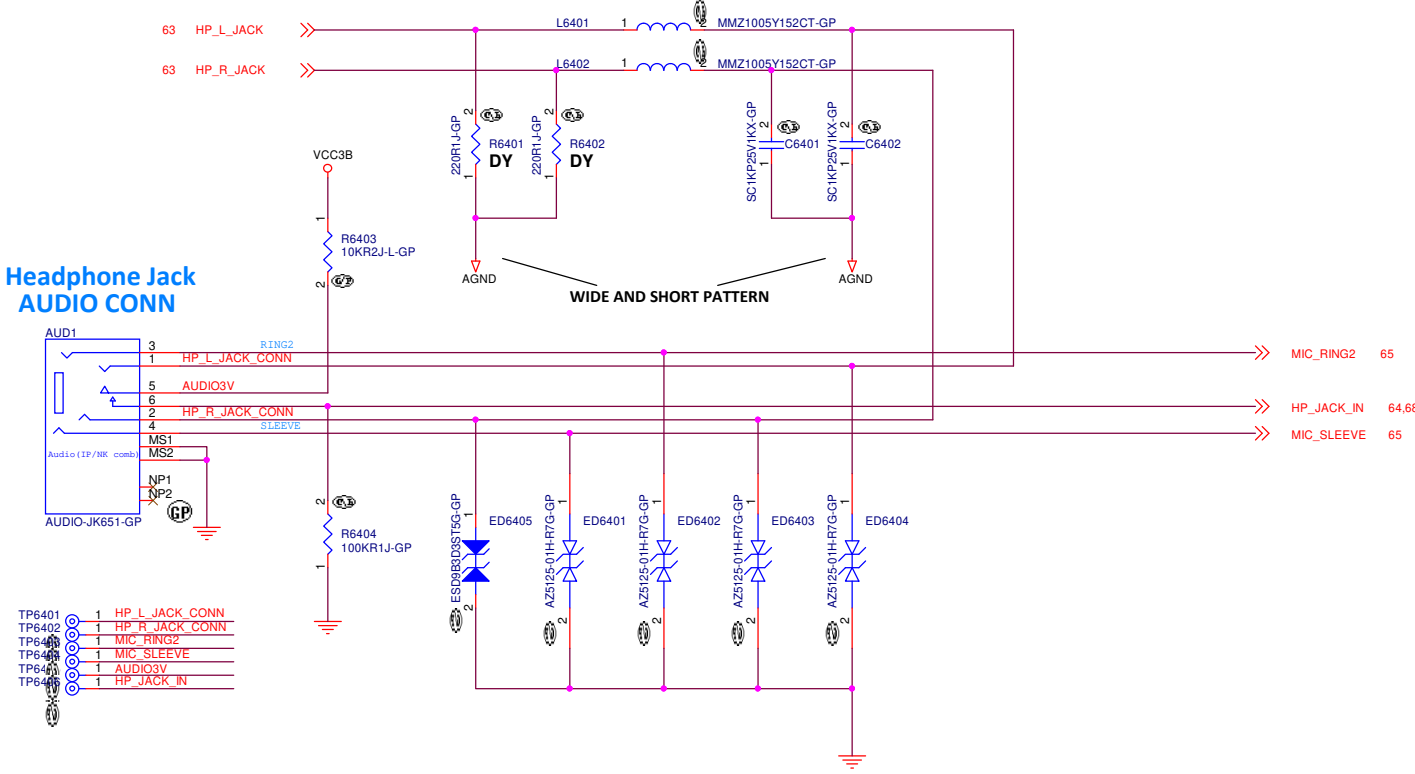 63 HP_L_JACK
L6401 1 2 MMZ1005Y152CT-GP
63 HP_R_JACK
L6402 1 2 MMZ1005Y152CT-GP
220R1J-GP 2 1 R6401 DY
220R1J-GP 2 1 R6402 DY
SC1KP25V1KX-GP 2 1 C6401
SC1KP25V1KX-GP 2 1 C6402
VCC3B
1
R6403
10KR2J-L-GP
2
AGND
AGND
WIDE AND SHORT PATTERN
Headphone Jack
AUDIO CONN
AUD1
3 RING2
MIC_RING2 65
1 HP_L_JACK_CONN
5 AUDIO3V
6
HP_JACK_IN 64,68
2 HP_R_JACK_CONN
4 SLEEVE
MIC_SLEEVE 65
MS1
Audio(IP/NK comb) MS2
NP1
NP2
GP
AUDIO-JK651-GP
2
R6404
100KR1J-GP
1
ESD9B3D3ST5G-GP 1 2 ED6405
AZ5125-01H-R7G-GP 1 2 ED6401
AZ5125-01H-R7G-GP 1 2 ED6402
AZ5125-01H-R7G-GP 1 2 ED6403
AZ5125-01H-R7G-GP 1 2 ED6404
TP6401 1 HP_L_JACK_CONN
TP6402 1 HP_R_JACK_CONN
1 MIC_RING2
1 MIC_SLEEVE
1 AUDIO3V
1 HP_JACK_IN